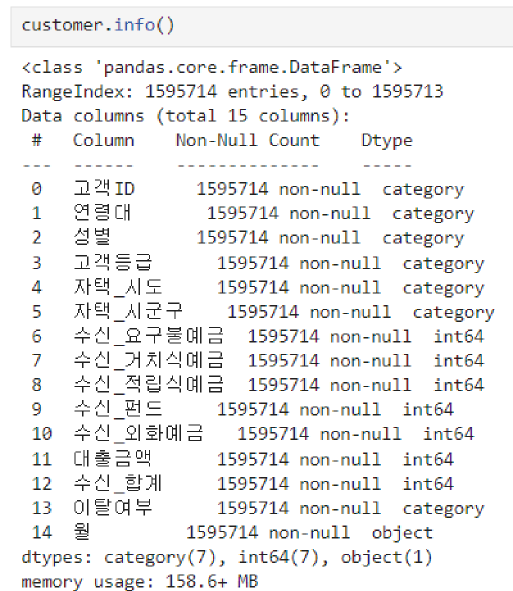 customer.info()
<class 'pandas.core.frame.DataFrame'>
RangeIndex: 1595714 entries, 0 to 1595713
Data columns (total 15 columns):
 #   Column    Non-Null Count    Dtype
---  ------    --------------    -----
 0   고객ID      1595714 non-null  category
 1   연령대       1595714 non-null  category
 2   성별        1595714 non-null  category
 3   고객등급      1595714 non-null  category
 4   자택_시도     1595714 non-null  category
 5   자택_시군구    1595714 non-null  category
 6   수신_요구불예금  1595714 non-null  int64
 7   수신_거치식예금  1595714 non-null  int64
 8   수신_적립식예금  1595714 non-null  int64
 9   수신_펀드     1595714 non-null  int64
 10  수신_외화예금   1595714 non-null  int64
 11  대출금액      1595714 non-null  int64
 12  수신_합계     1595714 non-null  int64
 13  이탈여부      1595714 non-null  category
 14  월         1595714 non-null  object
dtypes: category(7), int64(7), object(1)
memory usage: 158.6+ MB